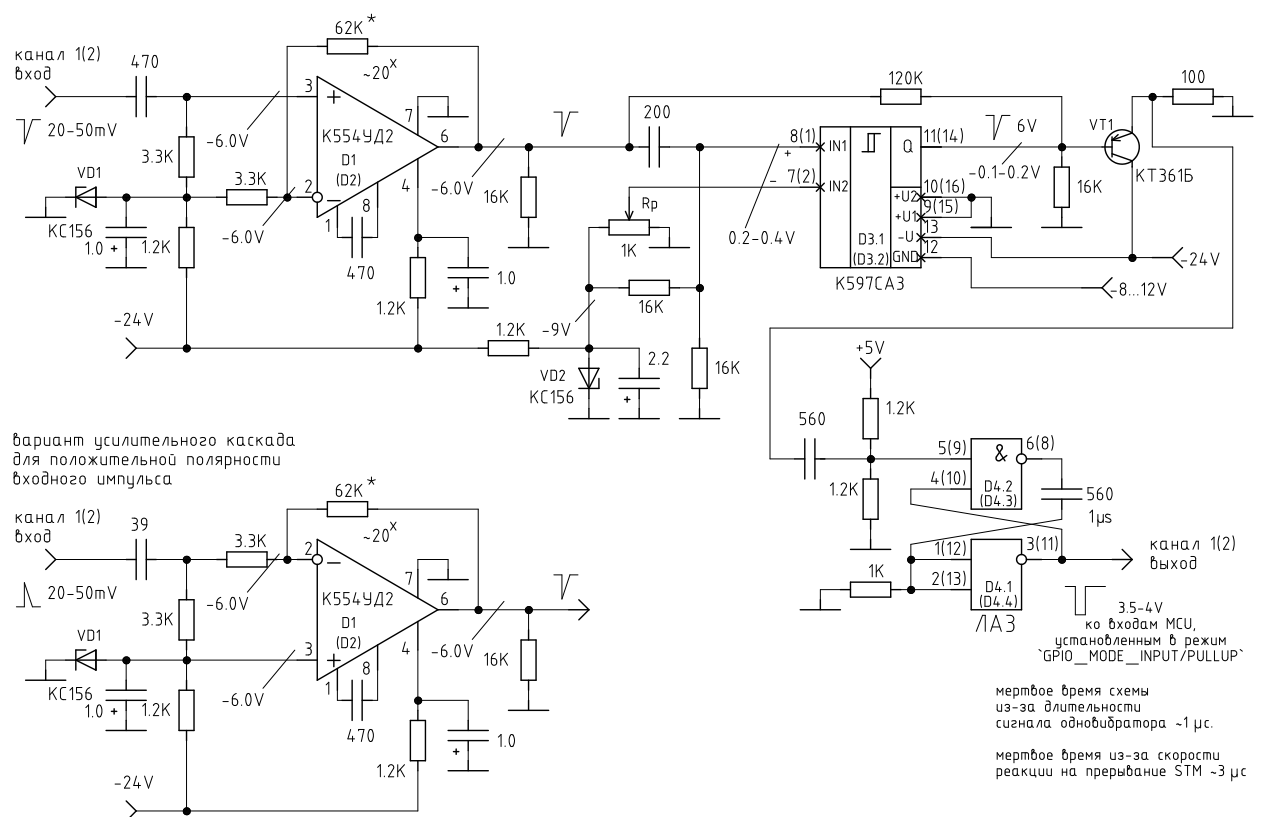 канал 1(2)
вход
470
20-50mV
3.3K
VD1
КС156
1.0 +
1.2K
3.3K
-6.0V
-6.0V
62K *
~20x
3
+
2
-
К554УД2
D1
(D2)
1
8
470
7
6
4
-6.0V
1.2K
1.0
+
16K
-24V
1.2K
-9V
VD2
КС156
2.2
+
Rp
1K
16K
16K
200
120K
8(1)
+
7(2)
-
0.2-0.4V
IN1
IN2
Q
+U2
+U1
-U
GND
D3.1
(D3.2)
К597СА3
11(14)
10(16)
9(15)
13
12
6V
-0.1-0.2V
16K
VT1
КТ361Б
100
-24V
-8...12V
+5V
1.2K
560
1.2K
5(9)
4(10)
&
D4.2
(D4.3)
6(8)
560
1µs
1(12)
2(13)
1K
D4.1
(D4.4)
ЛА3
3(11)
канал 1(2)
выход
3.5-4V
ко входам MCU,
установленным в режим
`GPIO_MODE_INPUT/PULLUP`
мертвое время схемы
из-за длительности
сигнала одновибратора ~1 µс.
мертвое время из-за скорости
реакции на прерывание STM ~3 µс
вариант усилительного каскада
для положительной полярности
входного импульса
канал 1(2)
вход
39
20-50mV
3.3K
VD1
КС156
1.0 +
1.2K
3.3K
-6.0V
-6.0V
62K *
~20x
2
-
3
+
К554УД2
D1
(D2)
1
8
470
7
6
4
-6.0V
16K
1.2K
1.0
+
-24V